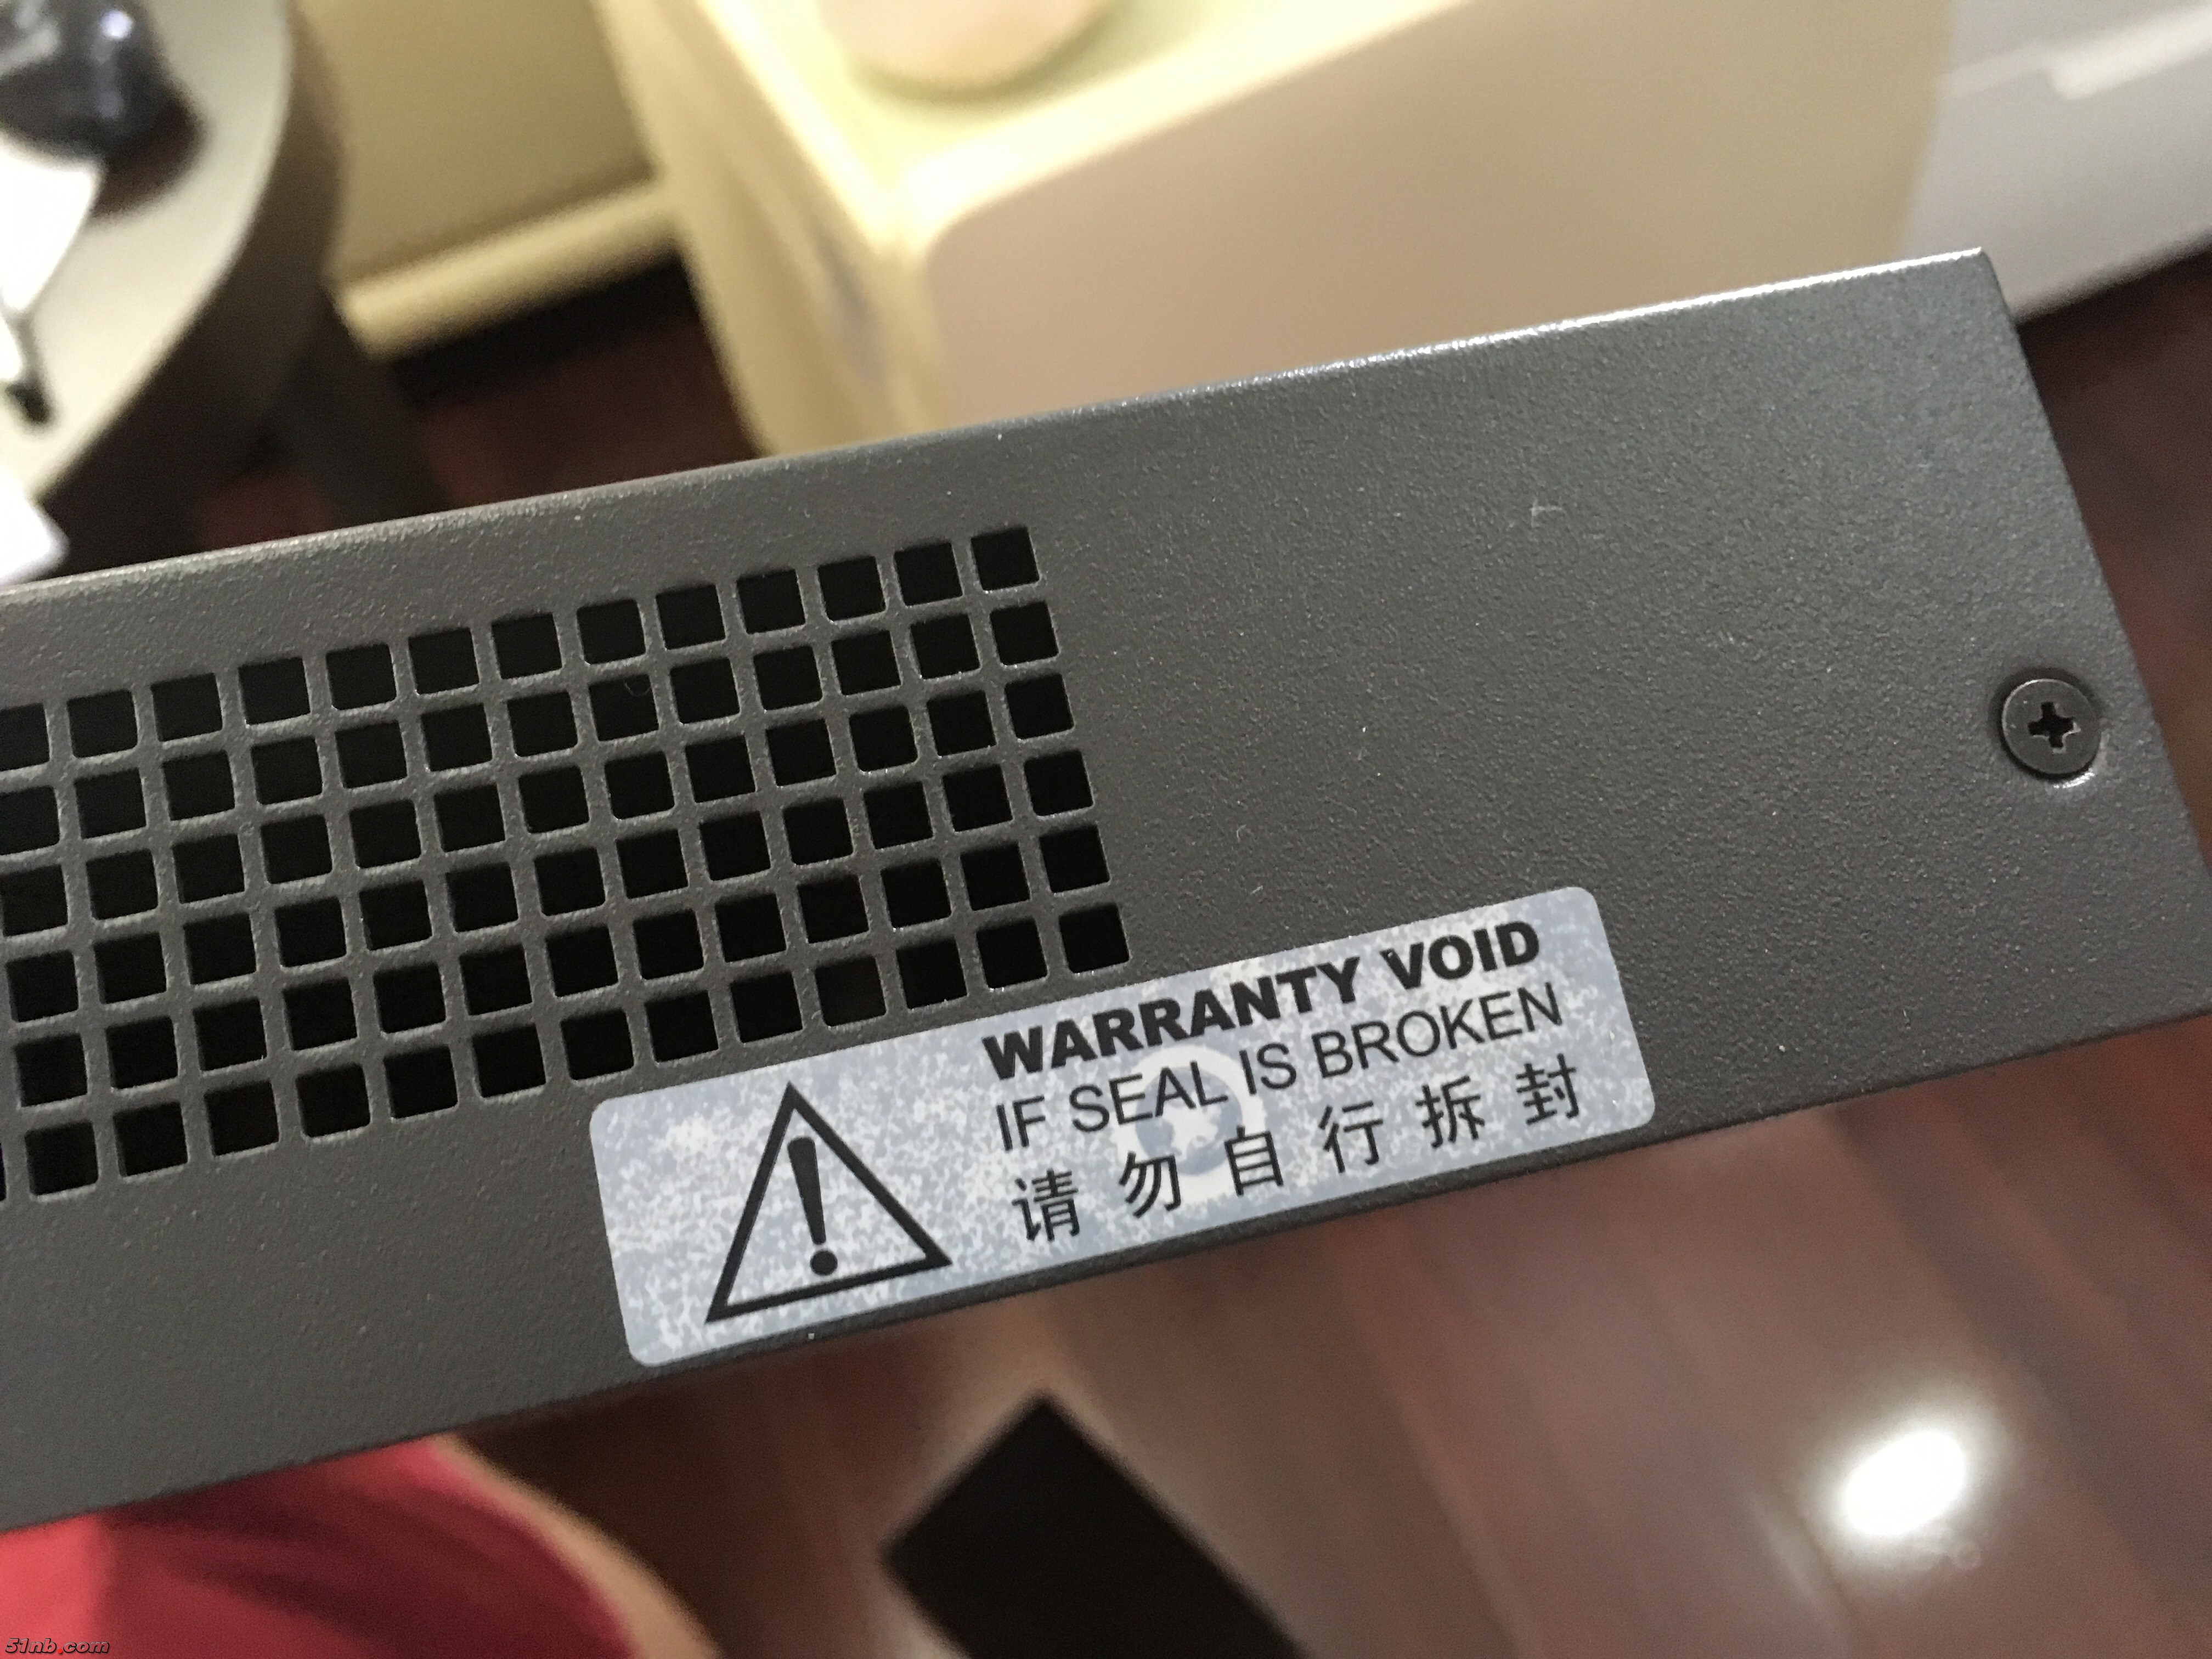 WARRANTY VOID
IF SEAL IS BROKEN
请勿自行拆封
51nb.com